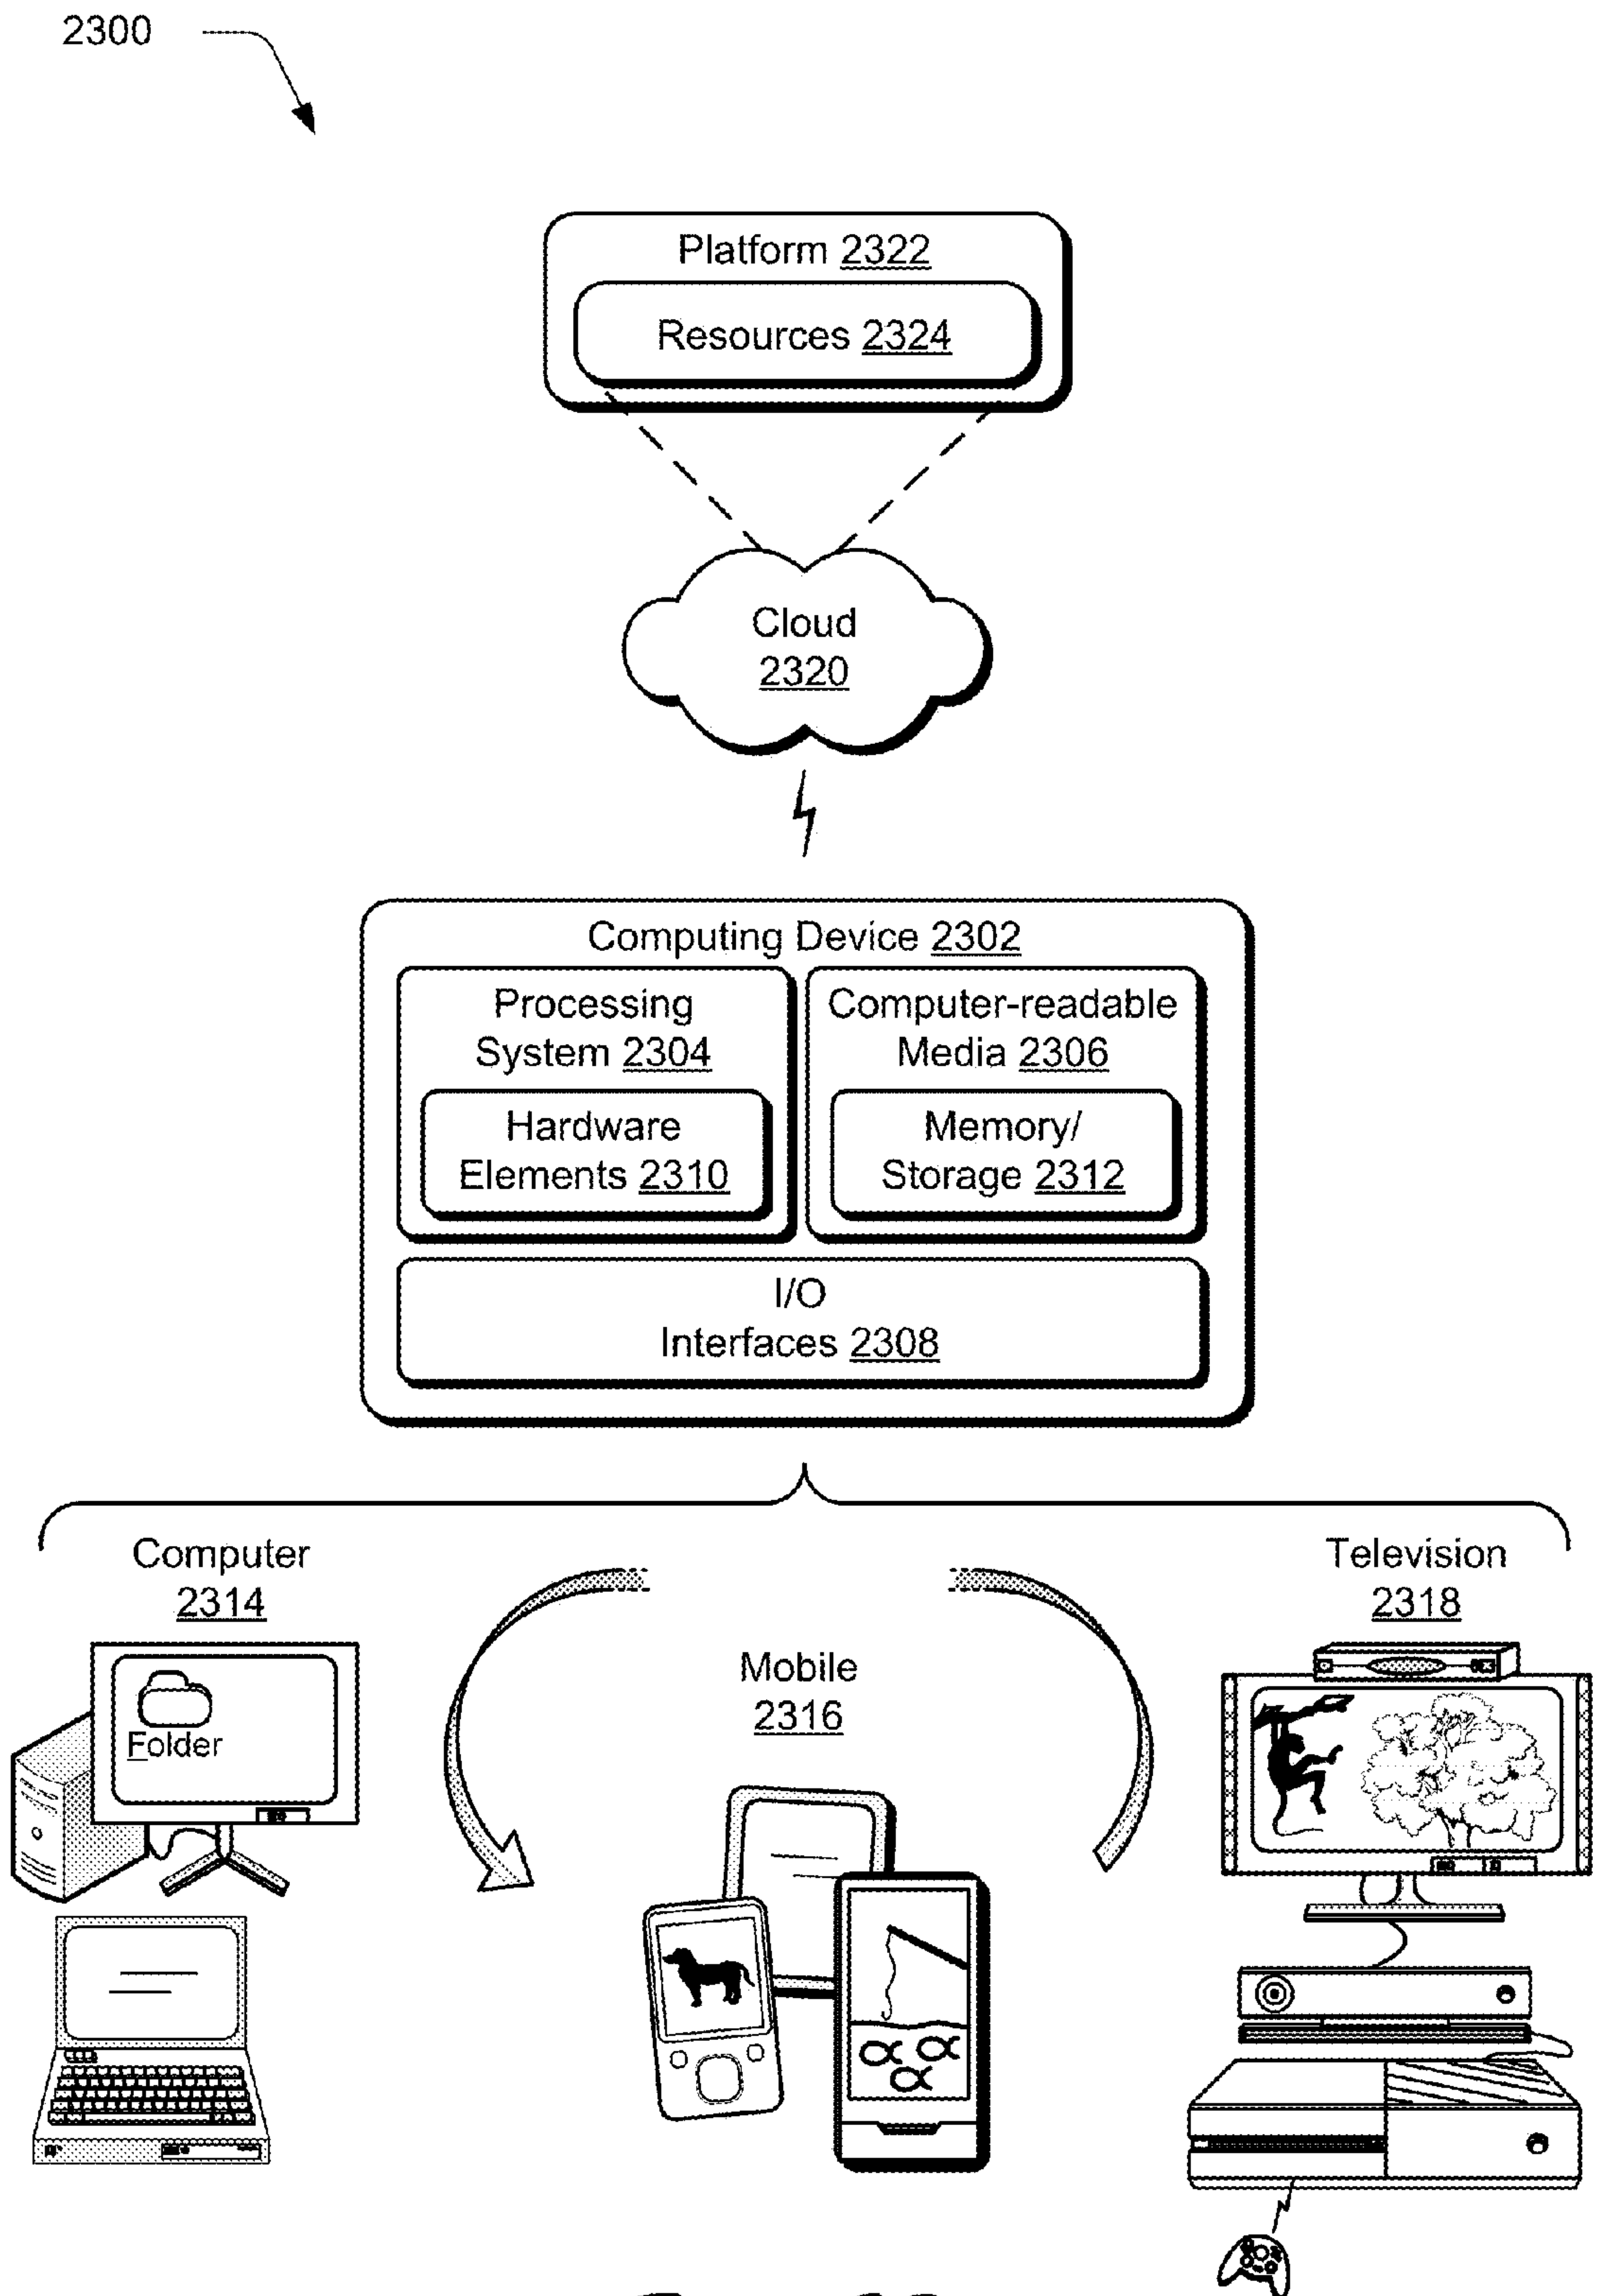 2300
Platform 2322
Resources 2324
Cloud
2320
Computing Device 2302
Processing
System 2304
Computer-readable
Media 2306
Hardware
Elements 2310
Memory/
Storage 2312
I/O
Interfaces 2308
Computer
2314
Television
2318
Mobile
2316
Folder